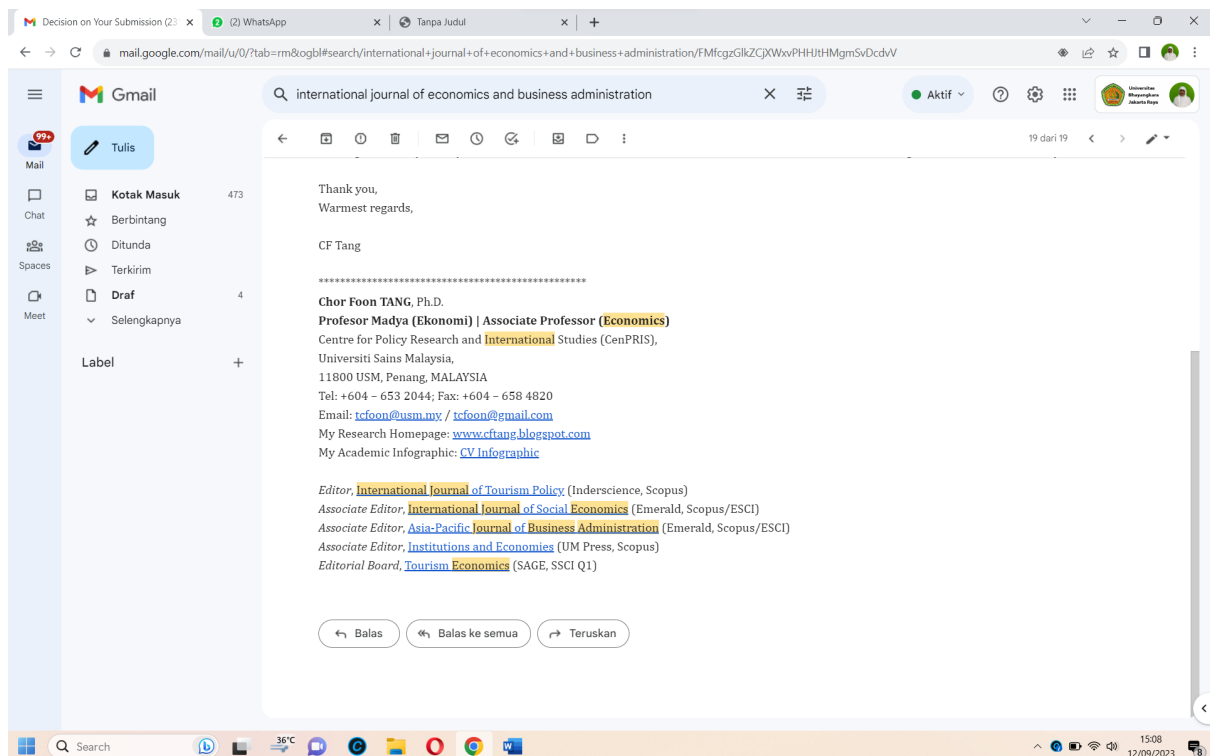 Decision on Your Submission (23
(2) WhatsApp
Tanpa Judul
mail.google.com/mail/u/0/?tab=rm&ogbl#search/international+journal+of+economics+and+business+administration/FMfcgzGlkZCjXWxvPHHJtHMgmSvDcdvV
Gmail
international journal of economics and business administration
Aktif
Universitas
Bhayangkara
Jakarta Raya
99+
Mail
Chat
Spaces
Meet
Tulis
Kotak Masuk 473
Berbintang
Ditunda
Terkirim
Draf 4
Selengkapnya
Label +
19 dari 19
Thank you,
Warmest regards,
CF Tang
***************************************************
Chor Foon TANG, Ph.D.
Profesor Madya (Ekonomi) | Associate Professor (Economics)
Centre for Policy Research and International Studies (CenPRIS),
Universiti Sains Malaysia,
11800 USM, Penang, MALAYSIA
Tel: +604 – 653 2044; Fax: +604 – 658 4820
Email: tcfoon@usm.my / tcfoon@gmail.com
My Research Homepage: www.cftang.blogspot.com
My Academic Infographic: CV Infographic
Editor, International Journal of Tourism Policy (Inderscience, Scopus)
Associate Editor, International Journal of Social Economics (Emerald, Scopus/ESCI)
Associate Editor, Asia-Pacific Journal of Business Administration (Emerald, Scopus/ESCI)
Associate Editor, Institutions and Economies (UM Press, Scopus)
Editorial Board, Tourism Economics (SAGE, SSCI Q1)
Balas
Balas ke semua
Teruskan
Search
36°C
15:08
12/09/2023
8